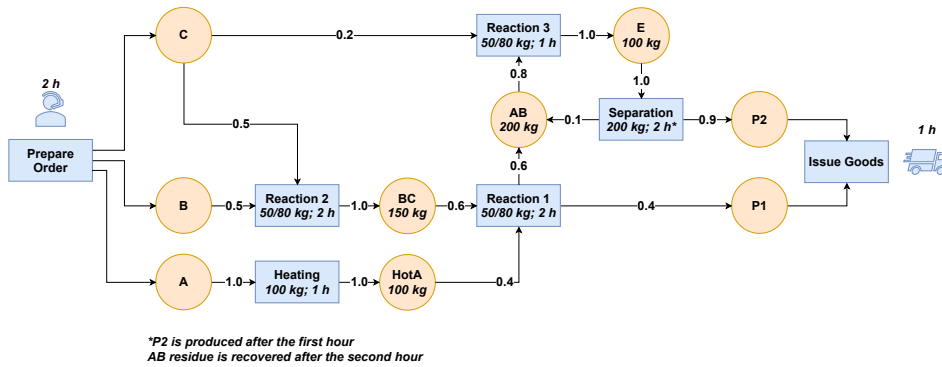 C
0.2
Reaction 3
50/80 kg; 1 h
1.0
E
100 kg
2 h
Prepare
Order
0.5
0.8
1.0
AB
200 kg
0.1
Separation
200 kg; 2 h*
0.9
P2
1 h
Issue Goods
0.6
B
0.5
Reaction 2
50/80 kg; 2 h
1.0
BC
150 kg
0.6
Reaction 1
50/80 kg; 2 h
0.4
P1
A
1.0
Heating
100 kg; 1 h
1.0
HotA
100 kg
0.4
*P2 is produced after the first hour
AB residue is recovered after the second hour